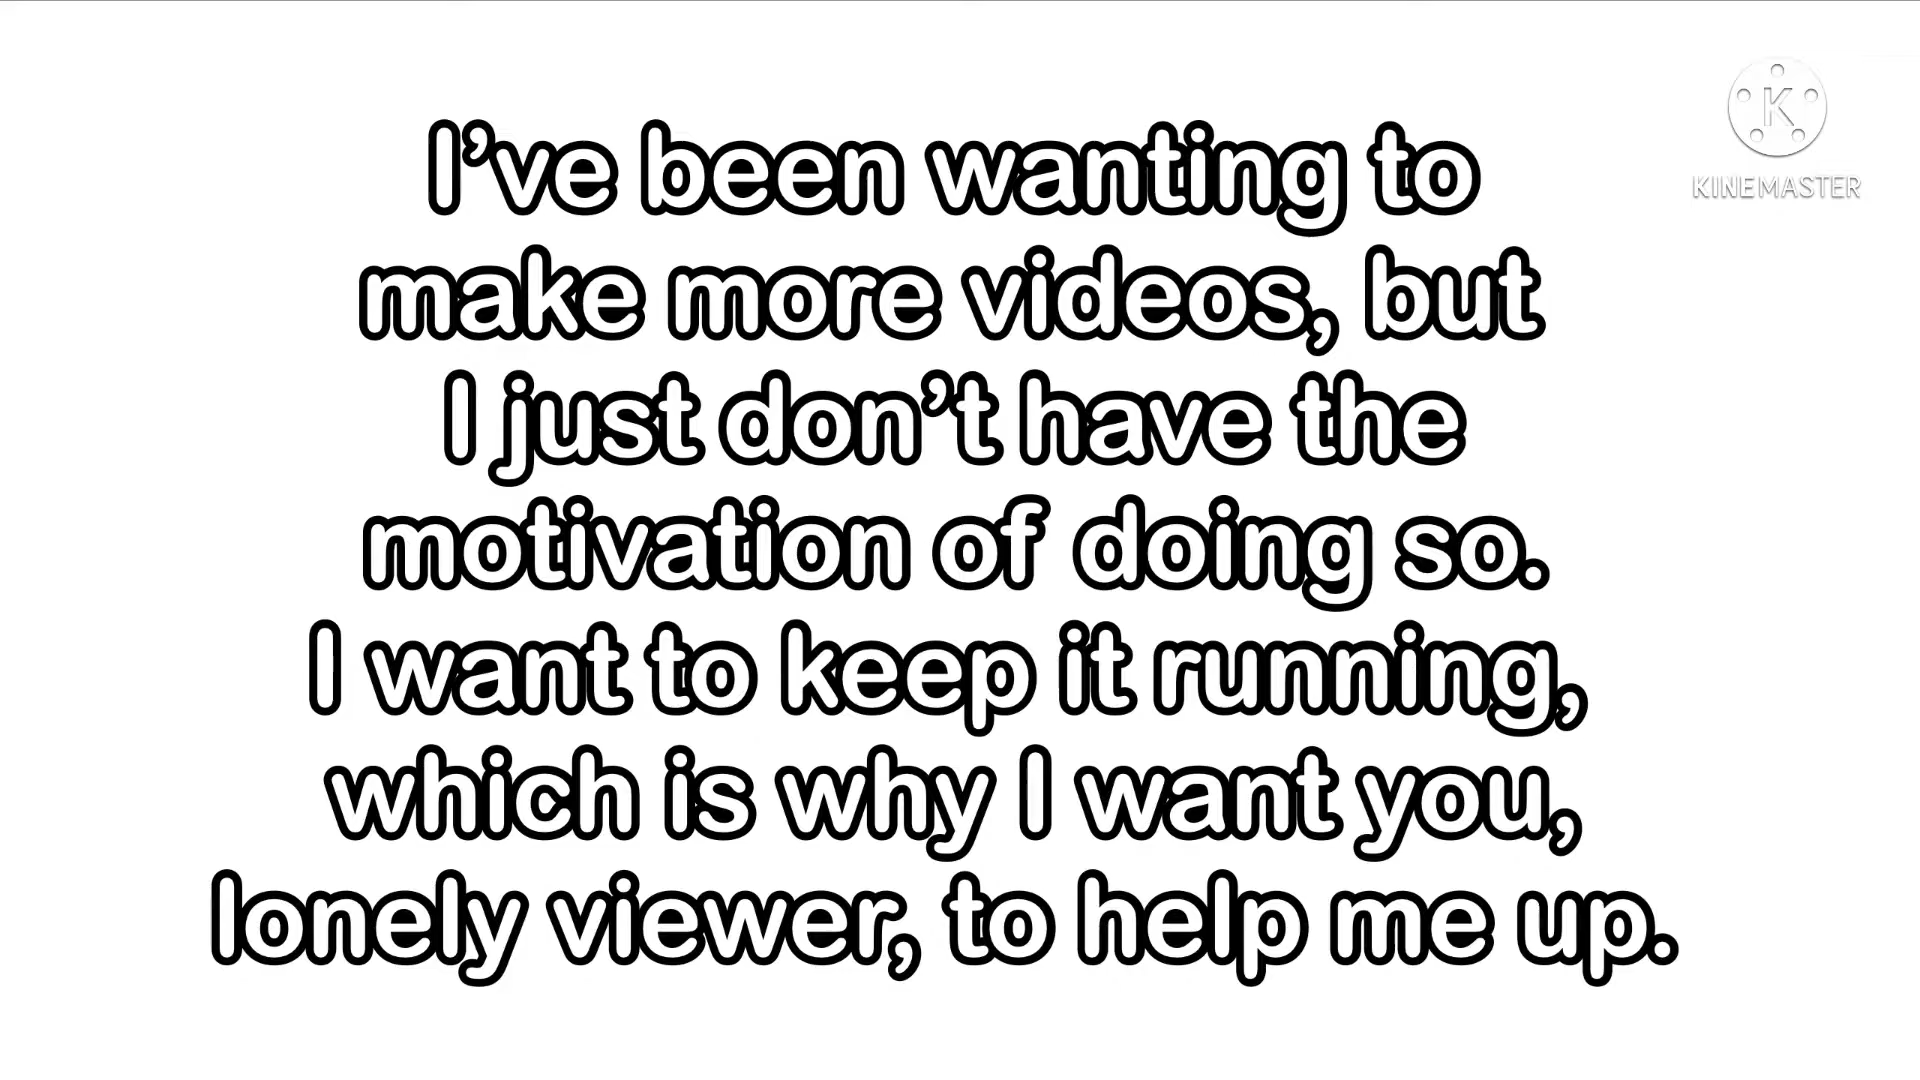 I’ve been wanting to
make more videos, but
I just don’t have the
motivation of doing so.
I want to keep it running,
which is why I want you,
lonely viewer, to help me up.
K
KINEMASTER